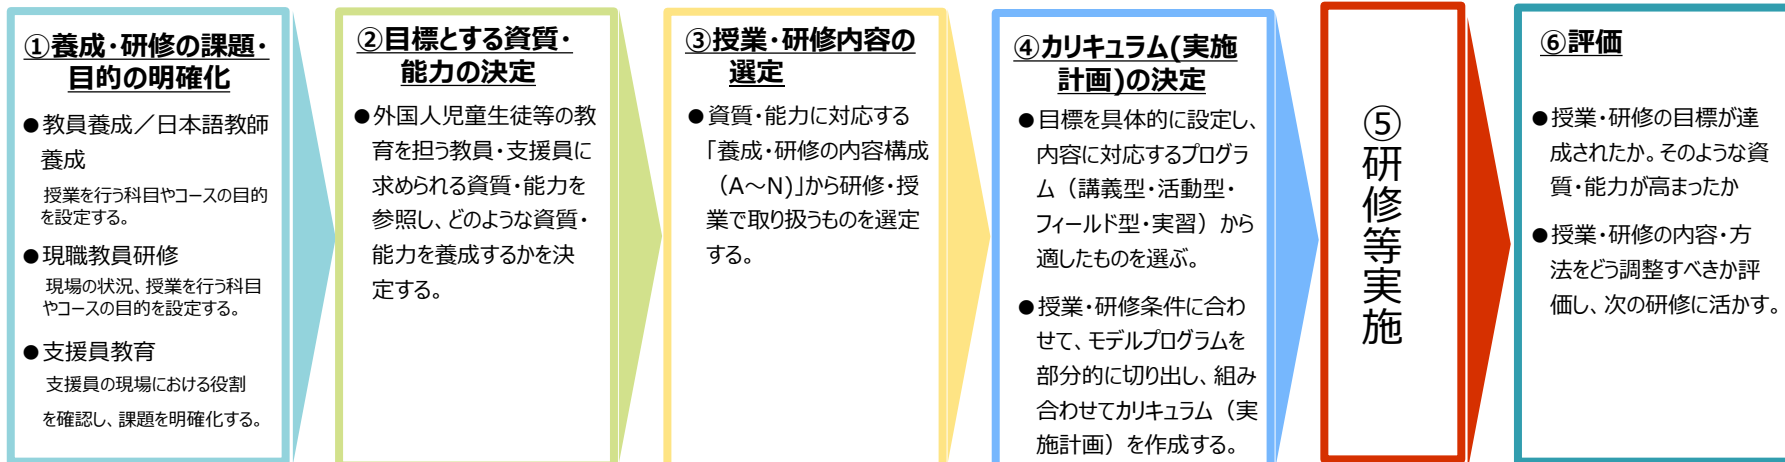 ①養成・研修の課題・
目的の明確化
●教員養成／日本語教師
養成
授業を行う科目やコースの目的
を設定する。
●現職教員研修
現場の状況、授業を行う科目
やコースの目的を設定する。
●支援員教育
支援員の現場における役割
を確認し、課題を明確化する。
②目標とする資質・
能力の決定
●外国人児童生徒等の教
育を担う教員・支援員に
求められる資質・能力を
参照し、どのような資質・
能力を養成するかを決
定する。
③授業・研修内容の
選定
●資質・能力に対応する
「養成・研修の内容構成
（A～N）」から研修・授
業で取り扱うものを選定
する。
④カリキュラム(実施
計画)の決定
●目標を具体的に設定し、
内容に対応するプログラ
ム（講義型・活動型・
フィールド型・実習）から
適したものを選ぶ。
●授業・研修条件に合わ
せて、モデルプログラムを
部分的に切り出し、組み
合わせてカリキュラム（実
施計画）を作成する。
⑤研修等実施
⑥評価
●授業・研修の目標が達
成されたか。そのような資
質・能力が高まったか
●授業・研修の内容・方
法をどう調整すべきか評
価し、次の研修に活かす。